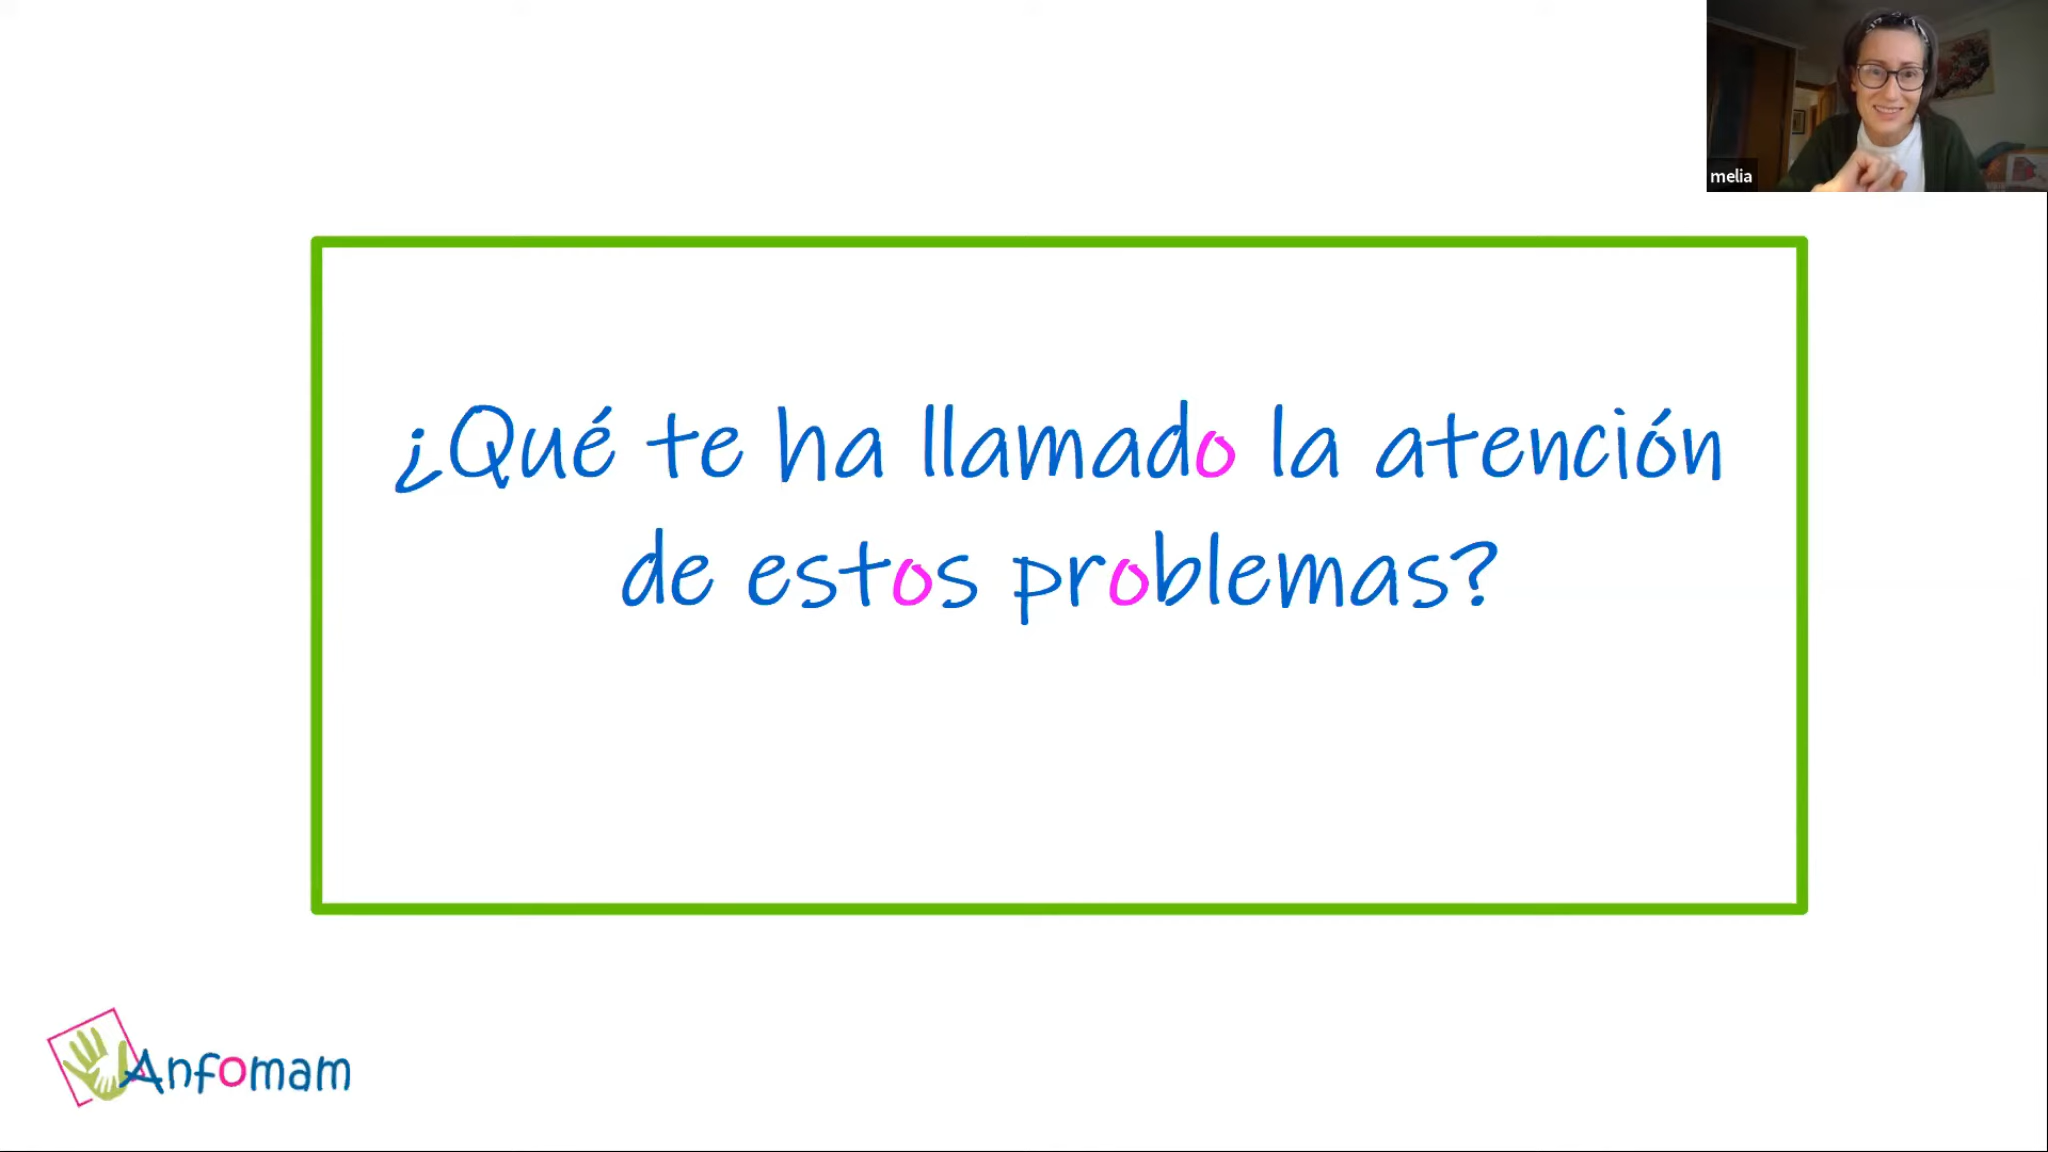 melia
¿Qué te ha llamado la atención
de estos problemas?
Anfomam